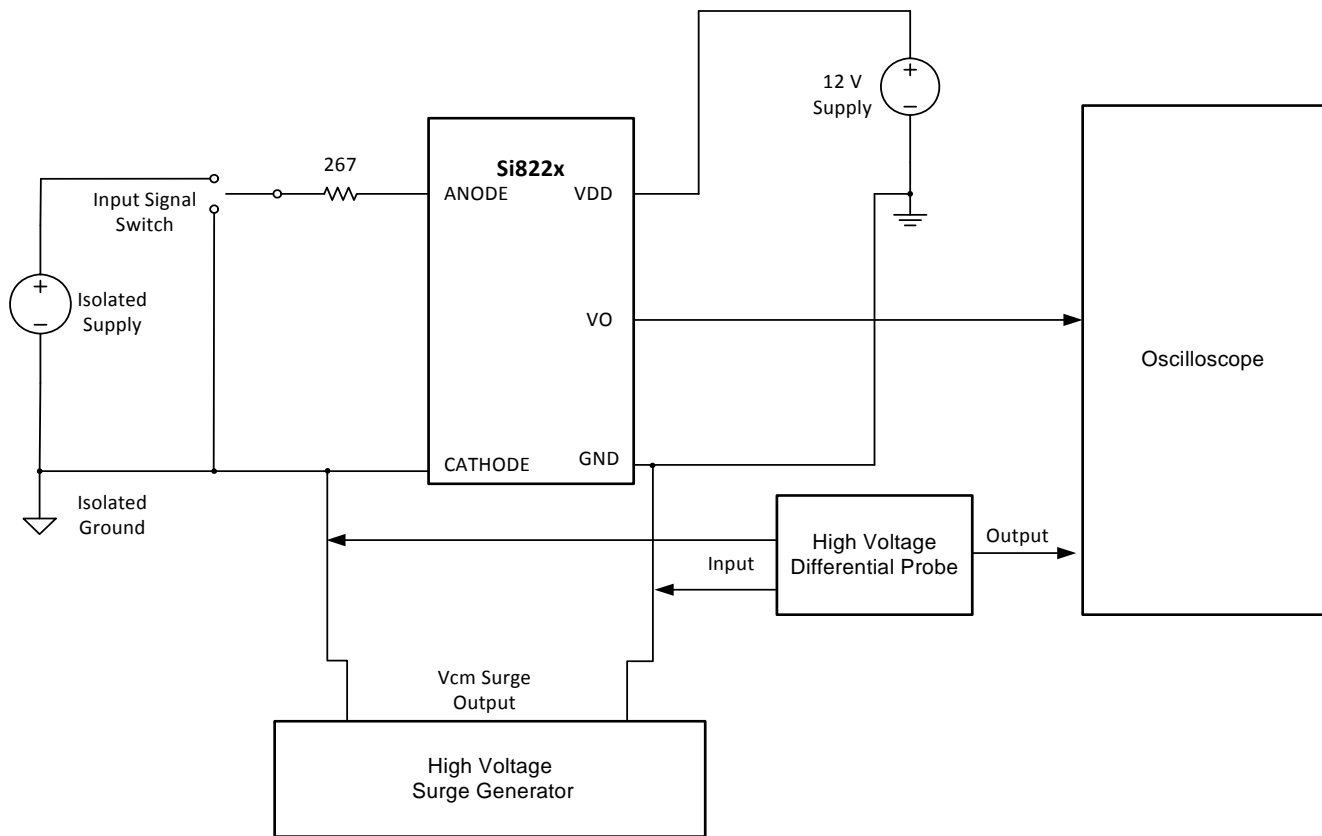 12 V
Supply
Si822x
267
Input Signal
Switch
ANODE
VDD
+
−
+
−
Isolated
Supply
VO
Oscilloscope
CATHODE
GND
Isolated
Ground
High Voltage
Differential Probe
Input
Output
Vcm Surge
Output
High Voltage
Surge Generator